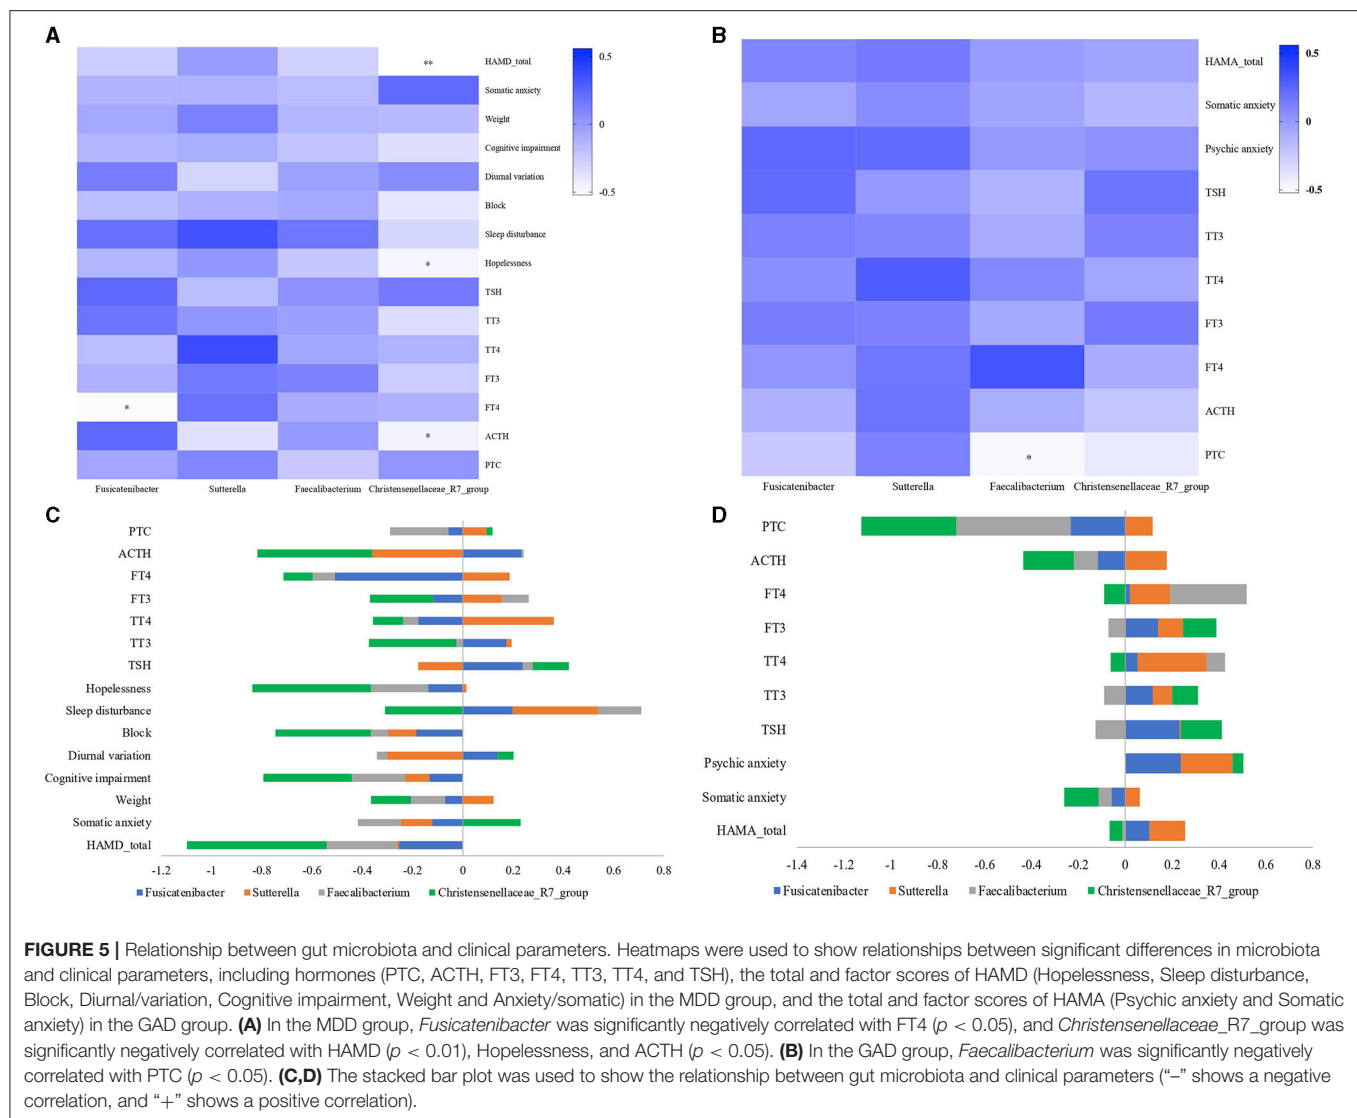 A
0.5
0
-0.5
HAMD_total
**
Somatic anxiety
Weight
Cognitive impairment
Diurnal variation
Block
Sleep disturbance
Hopelessness
*
TSH
TT3
TT4
FT3
FT4
*
ACTH
*
PTC
Fusicatenibacter Sutterella Faecalibacterium Christensenellaceae_R7_group
B
0.5
0
-0.5
HAMA_total
Somatic anxiety
Psychic anxiety
TSH
TT3
TT4
FT3
FT4
ACTH
PTC
*
Fusicatenibacter Sutterella Faecalibacterium Christensenellaceae_R7_group
C
PTC
ACTH
FT4
FT3
TT4
TT3
TSH
Hopelessness
Sleep disturbance
Block
Diurnal variation
Cognitive impairment
Weight
Somatic anxiety
HAMD_total
-1.2 -1 -0.8 -0.6 -0.4 -0.2 0 0.2 0.4 0.6 0.8
Fusicatenibacter Sutterella Faecalibacterium Christensenellaceae_R7_group
D
PTC
ACTH
FT4
FT3
TT4
TT3
TSH
Psychic anxiety
Somatic anxiety
HAMA_total
-1.4 -1.2 -1 -0.8 -0.6 -0.4 -0.2 0 0.2 0.4 0.6 0.8
Fusicatenibacter Sutterella Faecalibacterium Christensenellaceae_R7_group
FIGURE 5 | Relationship between gut microbiota and clinical parameters. Heatmaps were used to show relationships between significant differences in microbiota
and clinical parameters, including hormones (PTC, ACTH, FT3, FT4, TT3, TT4, and TSH), the total and factor scores of HAMD (Hopelessness, Sleep disturbance,
Block, Diurnal/variation, Cognitive impairment, Weight and Anxiety/somatic) in the MDD group, and the total and factor scores of HAMA (Psychic anxiety and Somatic
anxiety) in the GAD group. (A) In the MDD group, Fusicatenibacter was significantly negatively correlated with FT4 (p < 0.05), and Christensenellaceae_R7_group was
significantly negatively correlated with HAMD (p < 0.01), Hopelessness, and ACTH (p < 0.05). (B) In the GAD group, Faecalibacterium was significantly negatively
correlated with PTC (p < 0.05). (C,D) The stacked bar plot was used to show the relationship between gut microbiota and clinical parameters (“–” shows a negative
correlation, and “+” shows a positive correlation).